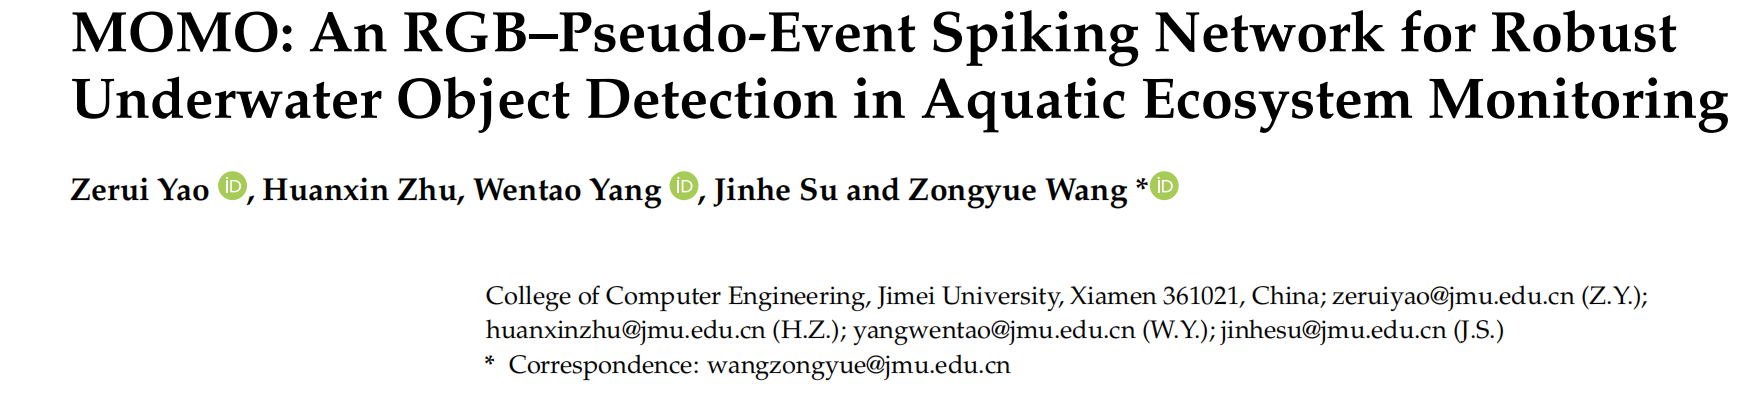 MOMO: An RGB–Pseudo-Event Spiking Network for Robust
Underwater Object Detection in Aquatic Ecosystem Monitoring
Zerui Yao iD, Huanxin Zhu, Wentao Yang iD, Jinhe Su and Zongyue Wang * iD
College of Computer Engineering, Jimei University, Xiamen 361021, China; zeruiyao@jmu.edu.cn (Z.Y.);
huanxinzhu@jmu.edu.cn (H.Z.); yangwentao@jmu.edu.cn (W.Y.); jinhesu@jmu.edu.cn (J.S.)
* Correspondence: wangzongyue@jmu.edu.cn